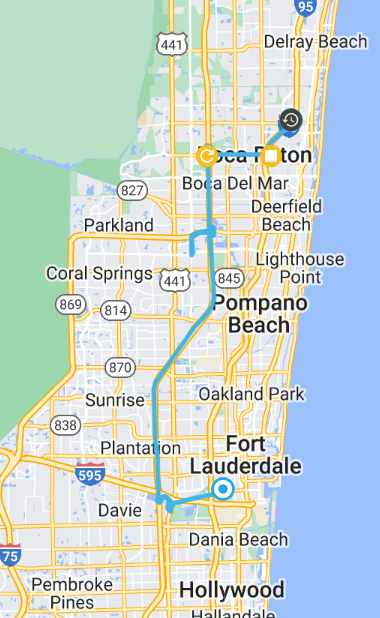 95
441
Delray Beach
Boca Raton
827
Boca Del Mar
Deerfield
Beach
Parkland
Lighthouse
Point
Coral Springs
441
845
869
814
Pompano
Beach
870
Sunrise
Oakland Park
838
Plantation
Fort
Lauderdale
595
Davie
Dania Beach
75
Pembroke
Pines
Hollywood
Hallandale